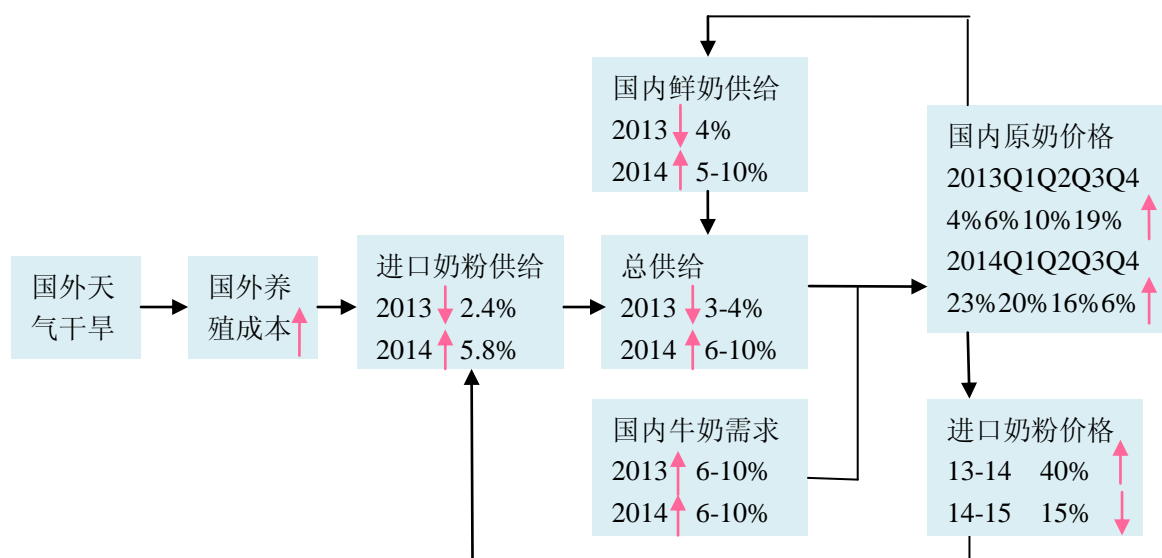 国外天
气干旱
国外养
殖成本
进口奶粉供给
2013 2.4%
2014 5.8%
国内鲜奶供给
2013 4%
2014 5-10%
总供给
2013 3-4%
2014 6-10%
国内牛奶需求
2013 6-10%
2014 6-10%
国内原奶价格
2013Q1Q2Q3Q4
4%6%10%19%
2014Q1Q2Q3Q4
23%20%16%6%
进口奶粉价格
13-14 40%
14-15 15%